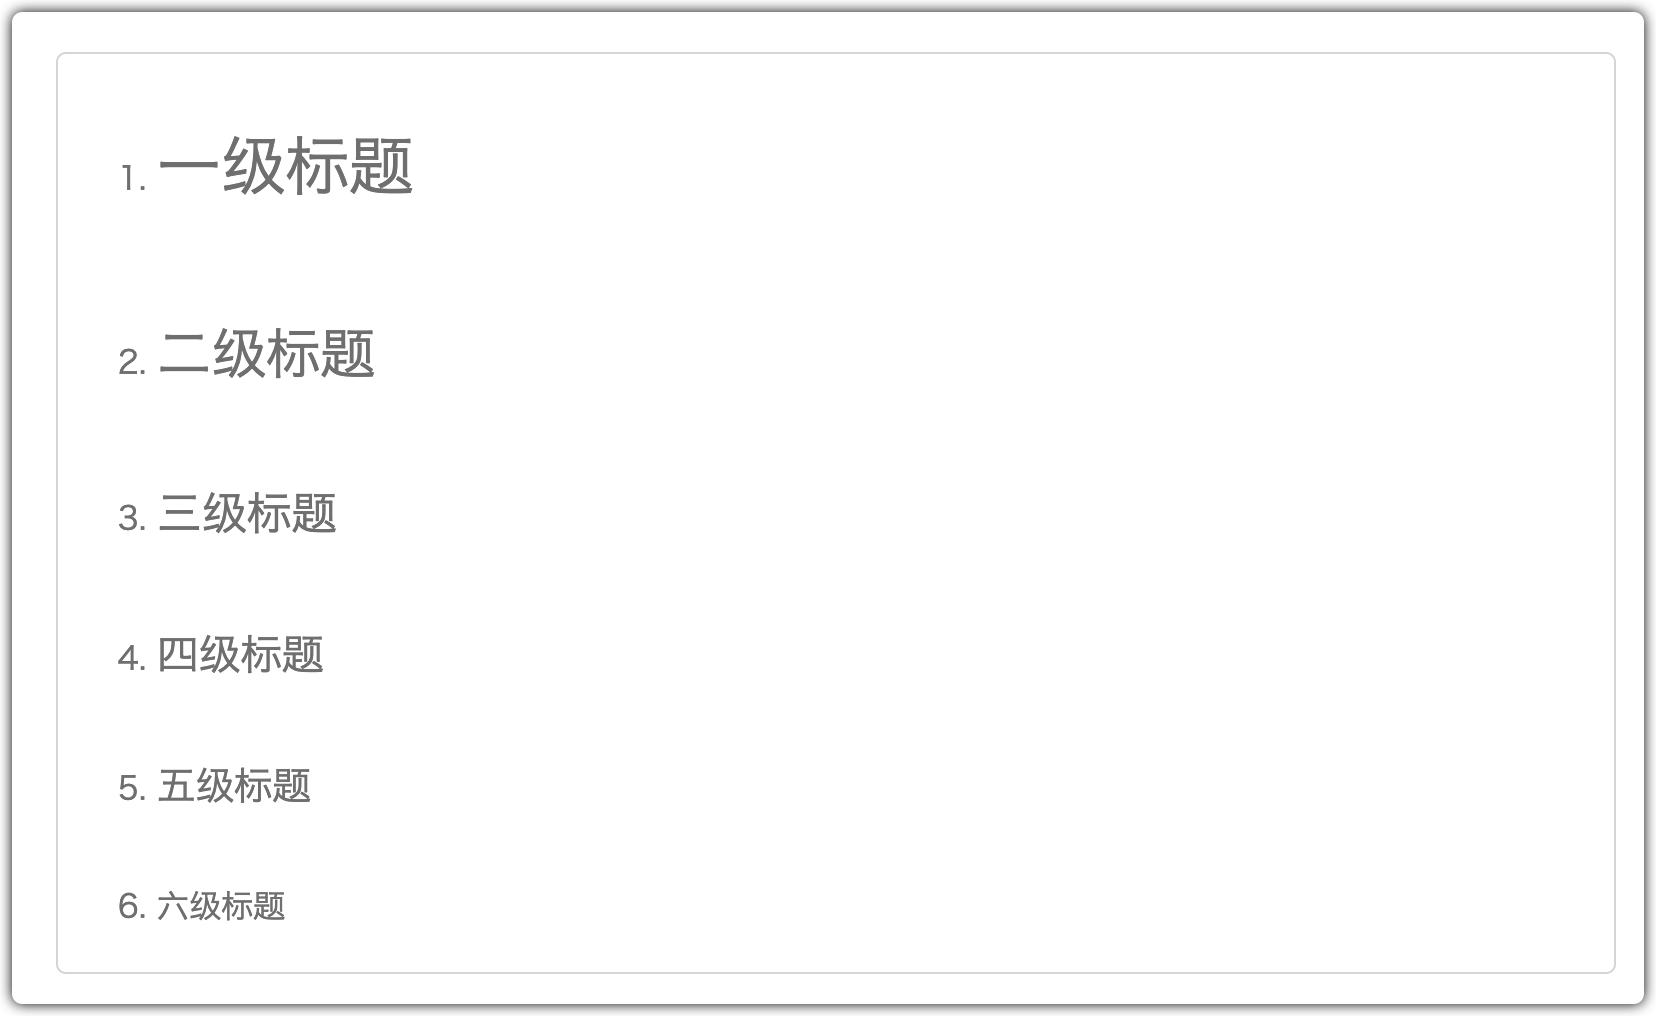 1. 一级标题
2. 二级标题
3. 三级标题
4. 四级标题
5. 五级标题
6. 六级标题